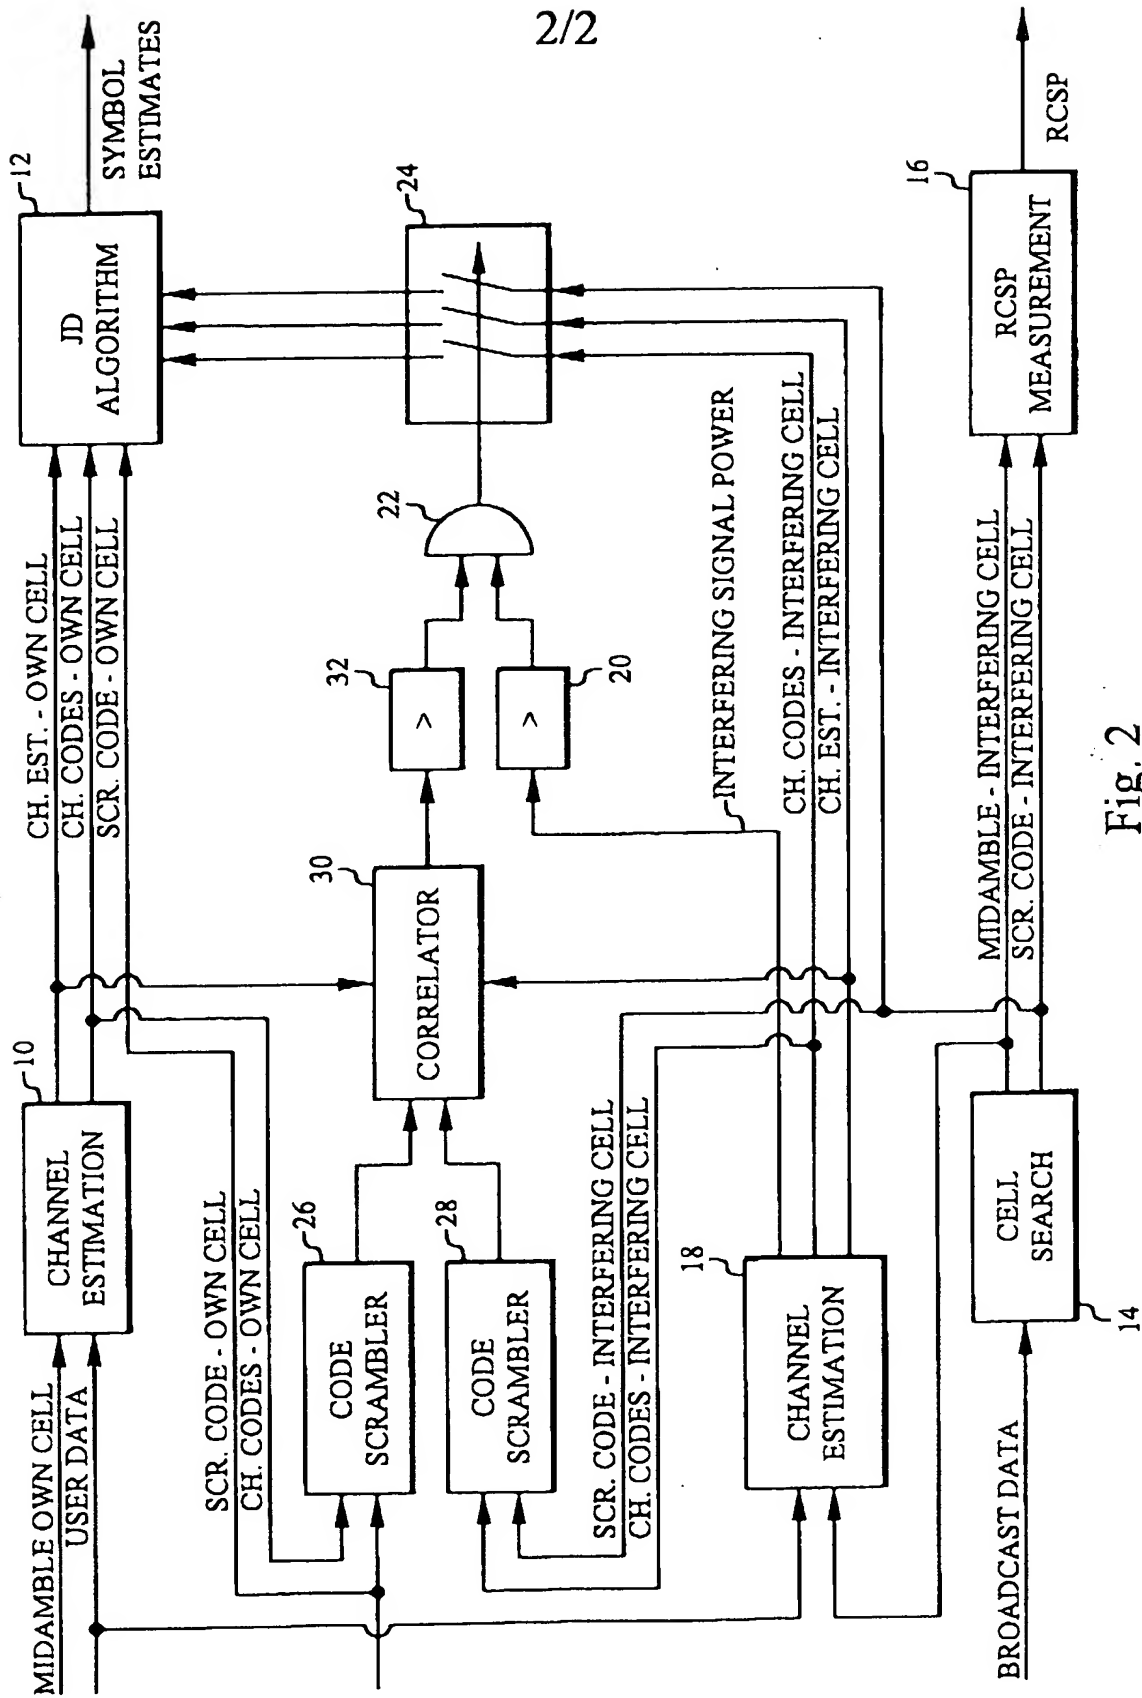 2/2
MIDAMBLE OWN CELL
USER DATA
10
CHANNEL
ESTIMATION
CH. EST. - OWN CELL
CH. CODES - OWN CELL
SCR. CODE - OWN CELL
12
JD
ALGORITHM
SYMBOL
ESTIMATES
SCR. CODE - OWN CELL
CH. CODES - OWN CELL
26
CODE
SCRAMBLER
28
CODE
SCRAMBLER
30
CORRELATOR
32
>
20
>
22
24
SCR. CODE - INTERFERING CELL
CH. CODES - INTERFERING CELL
INTERFERING SIGNAL POWER
CH. CODES - INTERFERING CELL
CH. EST. - INTERFERING CELL
18
CHANNEL
ESTIMATION
BROADCAST DATA
14
CELL
SEARCH
MIDAMBLE - INTERFERING CELL
SCR. CODE - INTERFERING CELL
16
RCSP
MEASUREMENT
RCSP
Fig. 2